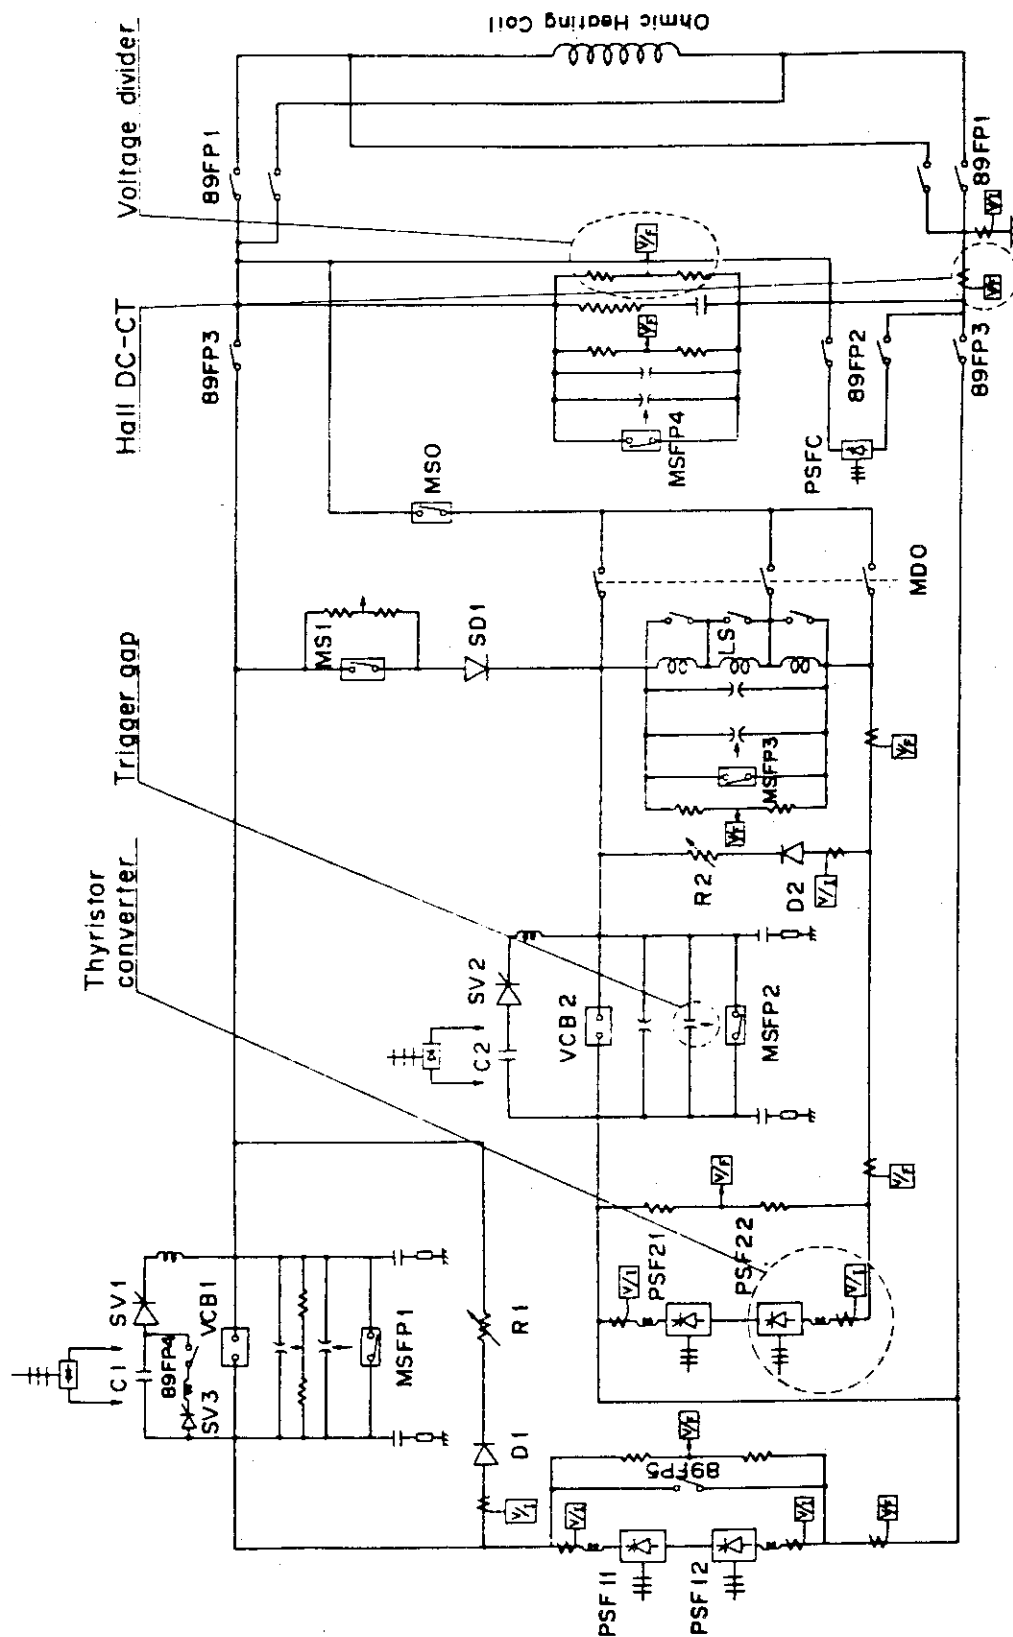 Ohmic Heating Coil
Voltage divider
Hall DC-CT
Trigger gap
Thyristor
converter
89FP1
89FP1
V/F
V/I
89FP3
89FP2
89FP3
V/F
MSFP4
PSFC
MS0
MS1
SD1
LS
MD0
MSFP3
V/F
V/F
R2
D2
V/I
SV2
C2
VCB2
MSFP2
V/F
V/F
SV1
C1
89FP4
SV3
VCB1
MSFP1
R1
D1
V/I
PSF21
PSF22
V/I
V/I
89FP5
V/F
V/I
V/I
PSF11
PSF12